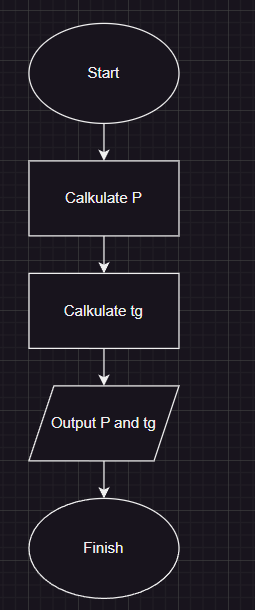 Start
Calkulate P
Calkulate tg
Output P and tg
Finish